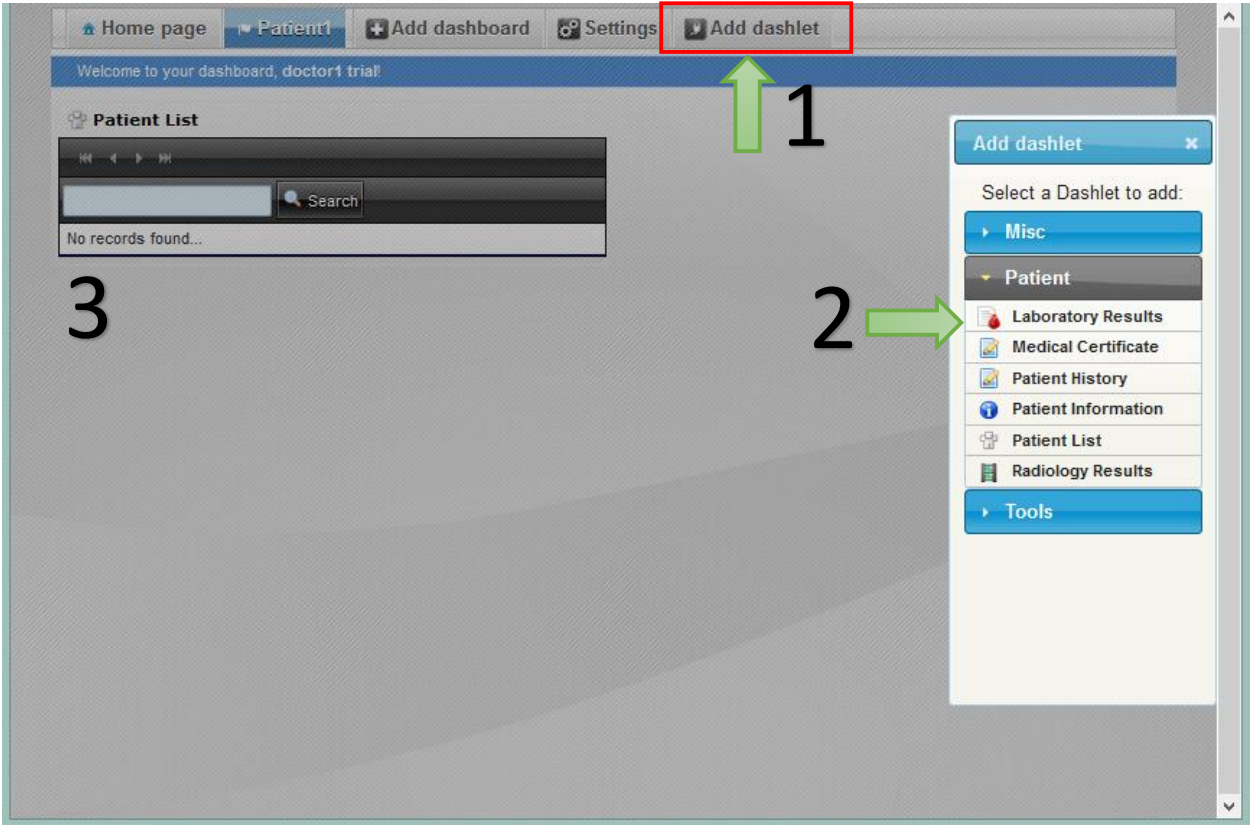 Home page Patient1 Add dashboard Settings Add dashlet
Welcome to your dashboard, doctor1 trial!
1
Patient List
Search
No records found...
3
Add dashlet
Select a Dashlet to add:
Misc
Patient
2
Laboratory Results
Medical Certificate
Patient History
Patient Information
Patient List
Radiology Results
Tools